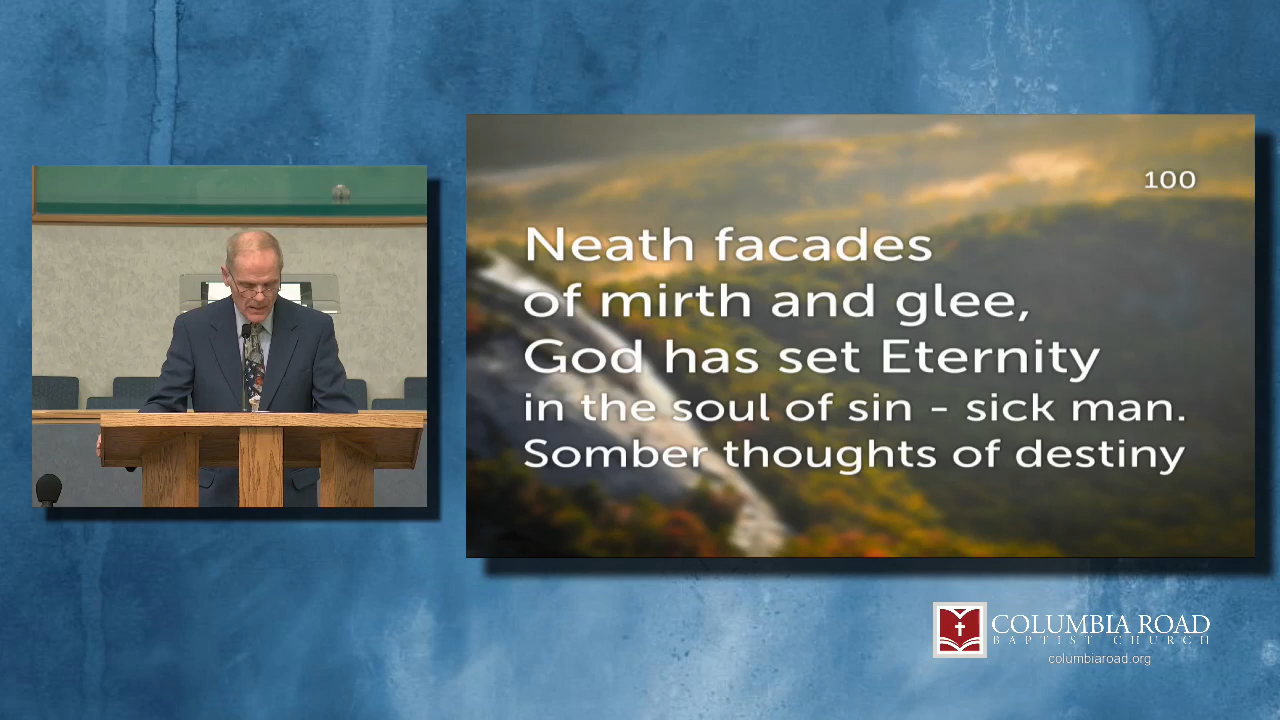 100
Neath facades
of mirth and glee,
God has set Eternity
in the soul of sin - sick man.
Somber thoughts of destiny
COLUMBIA ROAD
BAPTIST CHURCH
columbiaroad.org